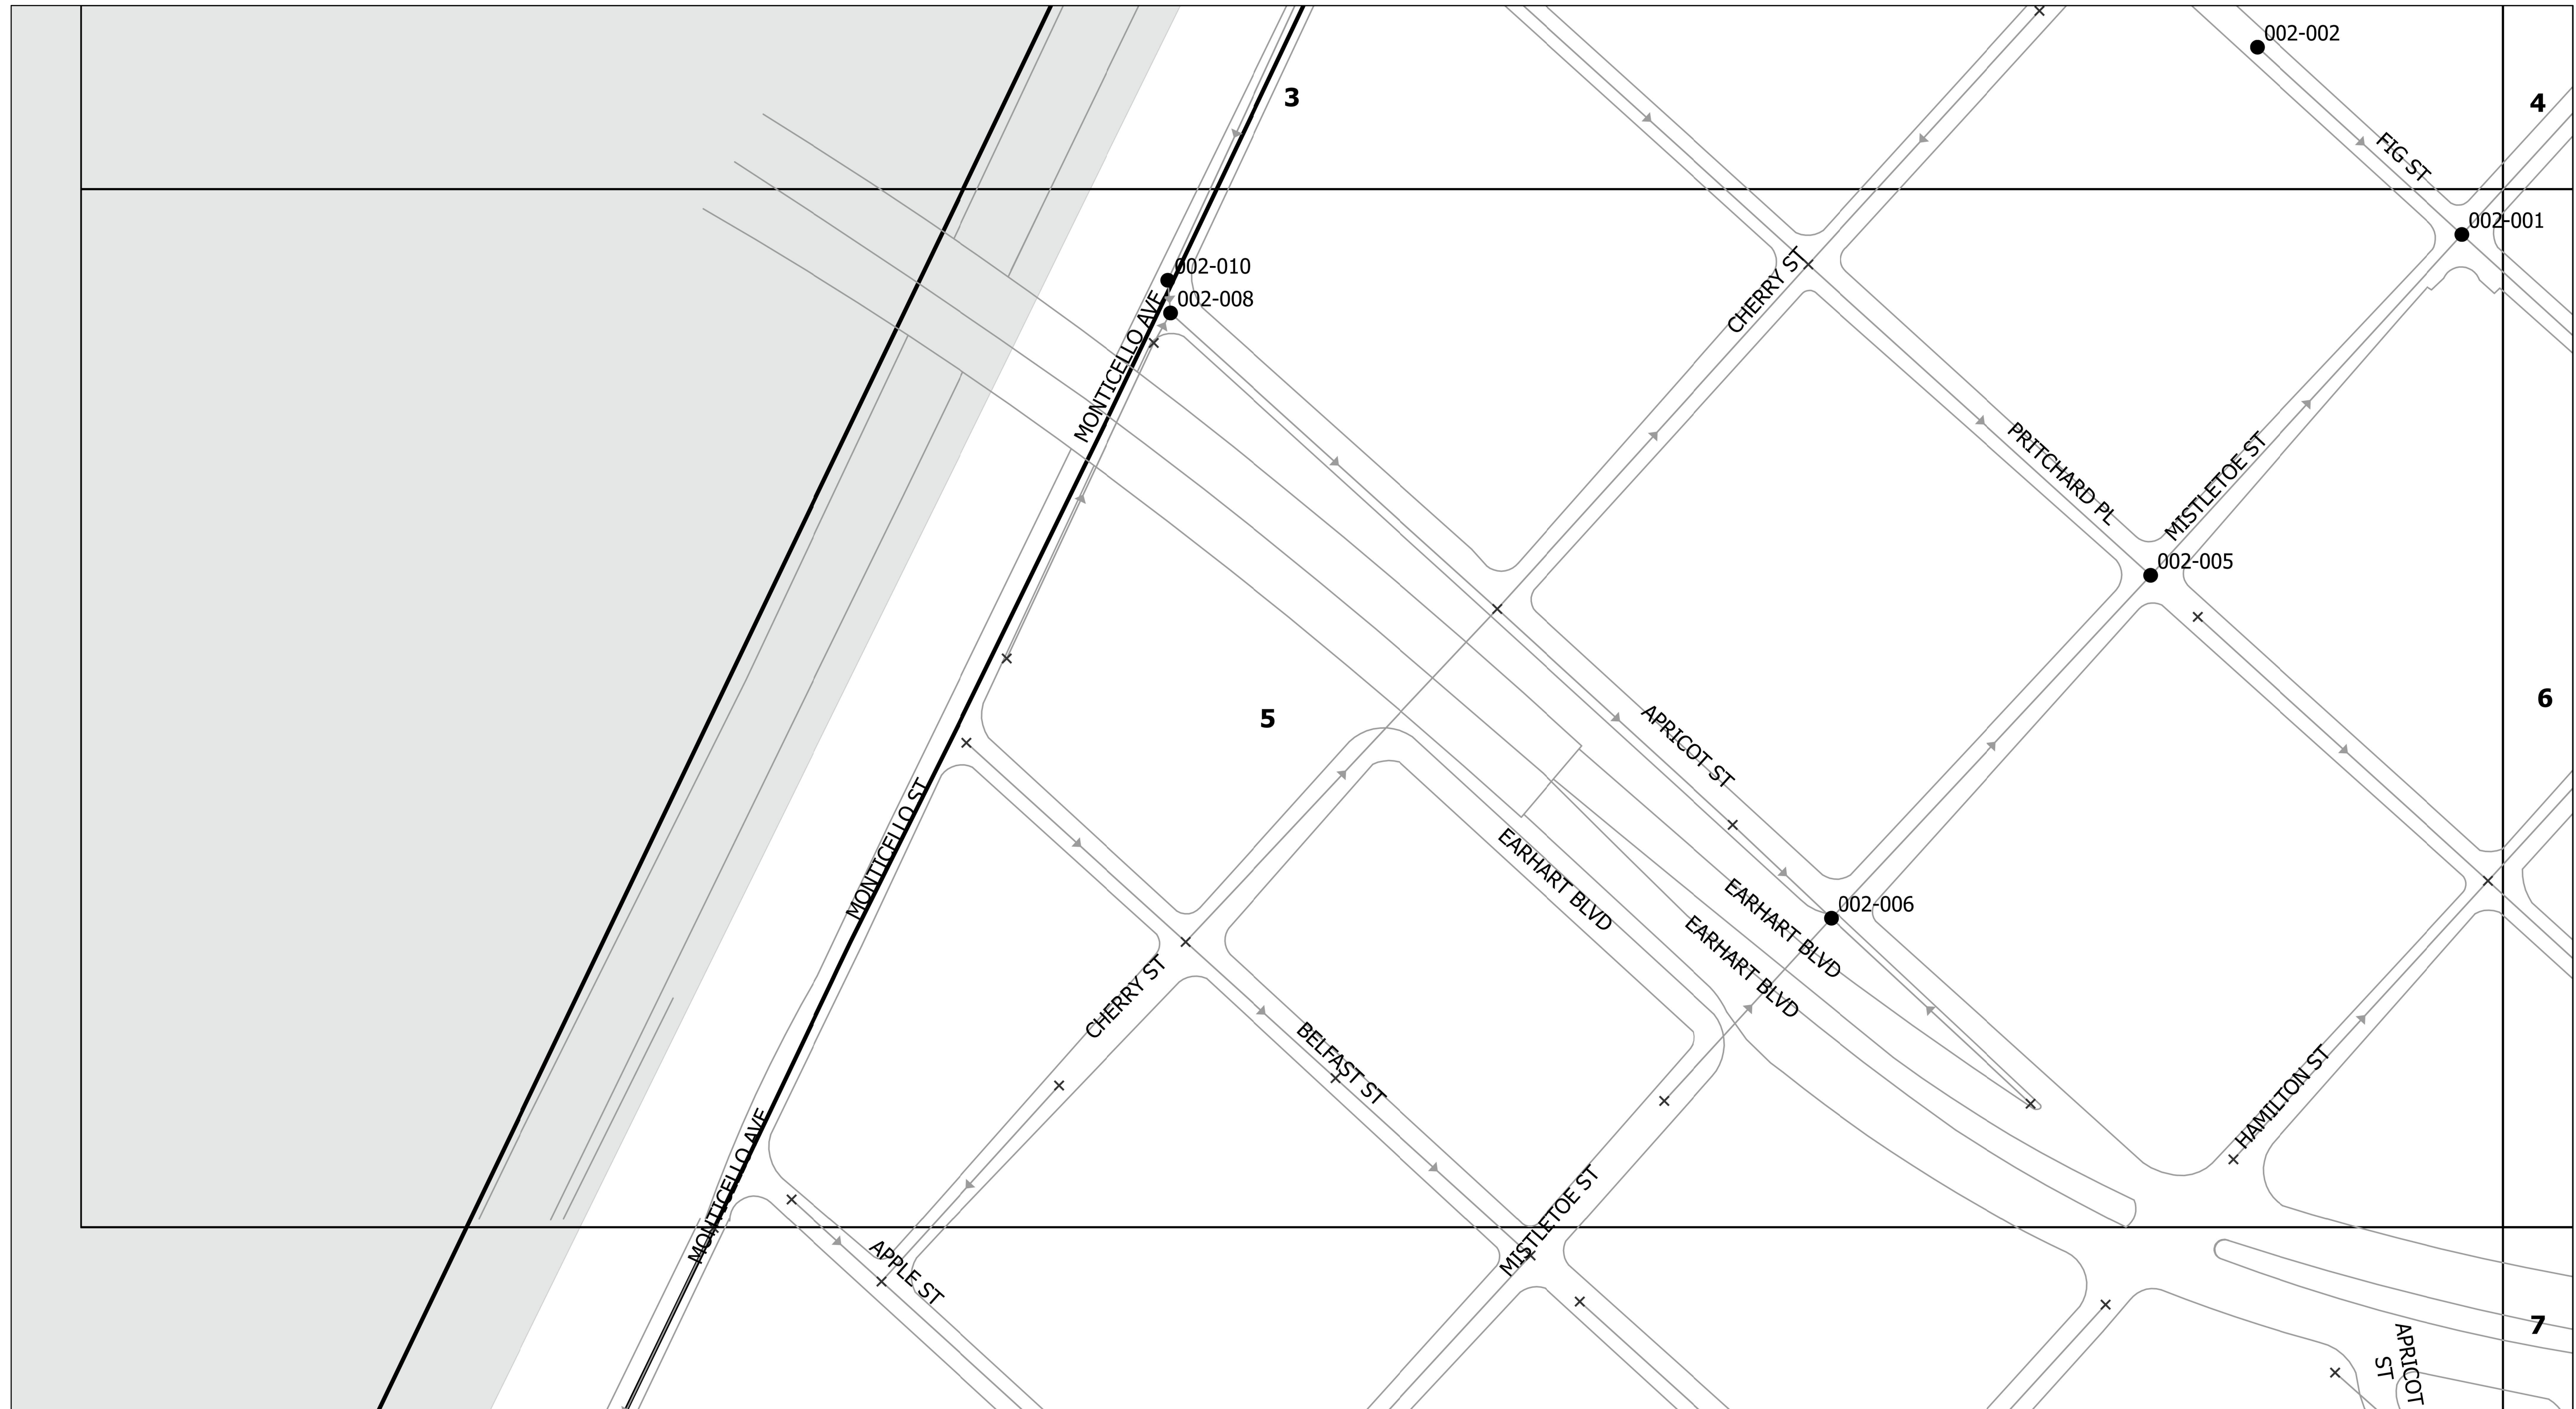 002-002
3
4
FIG ST
002-001
002-010
CHERRY ST
002-008
MONTICELLO AVE
PRITCHARD PL
MISTLETOE ST
002-005
6
5
APRICOT ST
MONTICELLO ST
EARHART BLVD
EARHART BLVD
002-006
EARHART BLVD
CHERRY ST
BELFAST ST
HAMILTON ST
MONTICELLO AVE
MISTLETOE ST
APPLE ST
7
APRICOT
ST